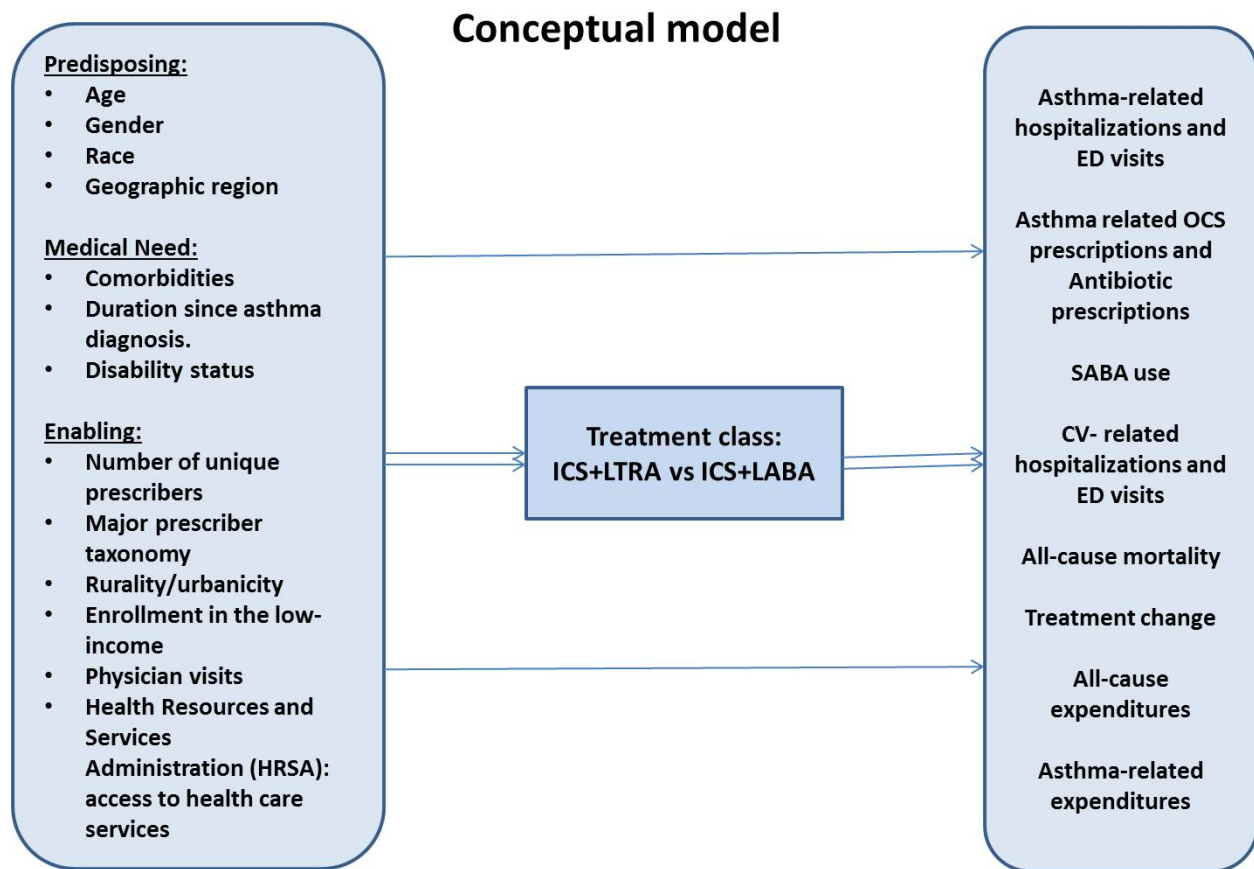 Conceptual model
Predisposing:
• Age
• Gender
• Race
• Geographic region
Medical Need:
• Comorbidities
• Duration since asthma
diagnosis.
• Disability status
Enabling:
• Number of unique
prescribers
• Major prescriber
taxonomy
• Rurality/urbanicity
• Enrollment in the low-
income
• Physician visits
• Health Resources and
Services
Administration (HRSA):
access to health care
services
Treatment class:
ICS+LTRA vs ICS+LABA
Asthma-related
hospitalizations and
ED visits
Asthma related OCS
prescriptions and
Antibiotic
prescriptions
SABA use
CV- related
hospitalizations and
ED visits
All-cause mortality
Treatment change
All-cause
expenditures
Asthma-related
expenditures